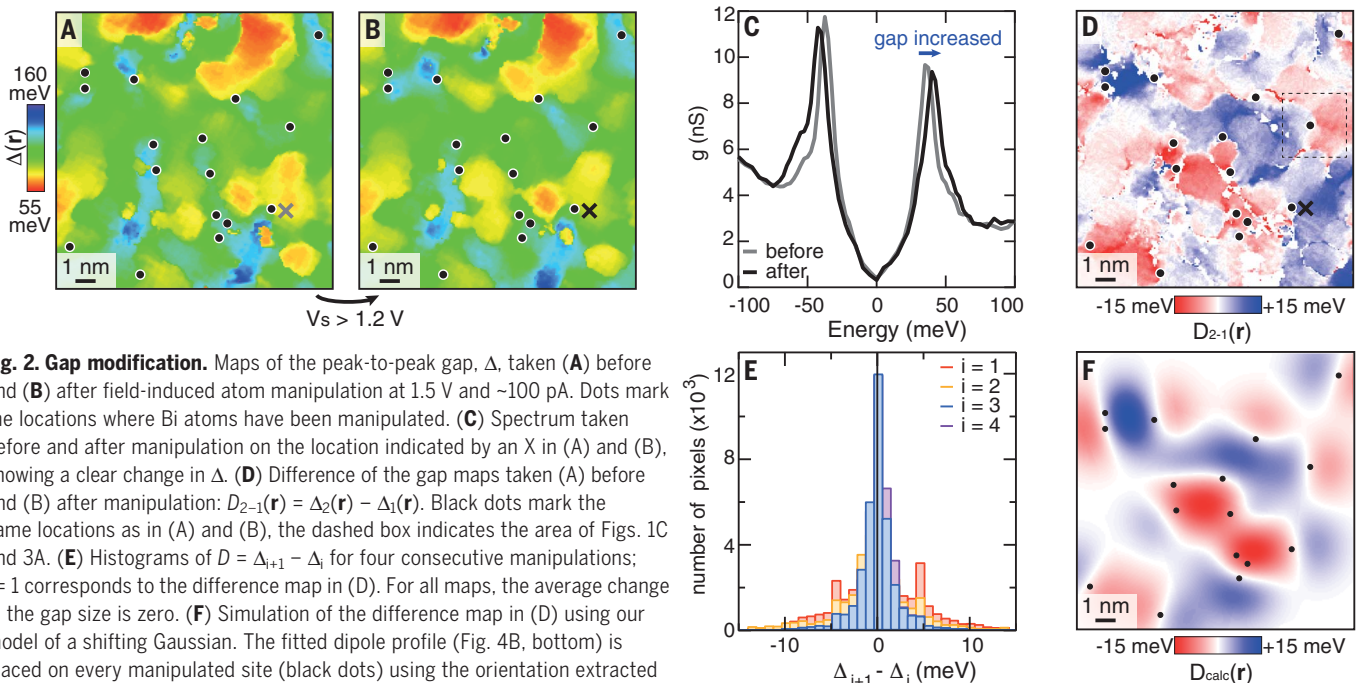 A
B
160
meV
Δ(r)
55
meV
1 nm
1 nm
Vs > 1.2 V
C
12
10
8
6
4
2
0
g (nS)
gap increased
before
after
-100
-50
0
50
100
Energy (meV)
D
1 nm
-15 meV
+15 meV
D2-1(r)
g. 2. Gap modification. Maps of the peak-to-peak gap, Δ, taken (A) before
nd (B) after field-induced atom manipulation at 1.5 V and ~100 pA. Dots mark
e locations where Bi atoms have been manipulated. (C) Spectrum taken
efore and after manipulation on the location indicated by an X in (A) and (B),
howing a clear change in Δ. (D) Difference of the gap maps taken (A) before
nd (B) after manipulation: D2–1(r) = Δ2(r) – Δ1(r). Black dots mark the
ame locations as in (A) and (B), the dashed box indicates the area of Figs. 1C
nd 3A. (E) Histograms of D = Δi+1 – Δi for four consecutive manipulations;
= 1 corresponds to the difference map in (D). For all maps, the average change
the gap size is zero. (F) Simulation of the difference map in (D) using our
odel of a shifting Gaussian. The fitted dipole profile (Fig. 4B, bottom) is
aced on every manipulated site (black dots) using the orientation extracted
E
12
9
6
3
0
number of pixels (x10³)
i = 1
i = 2
i = 3
i = 4
-10
0
10
Δi+1 - Δi (meV)
F
1 nm
-15 meV
+15 meV
Dcalc(r)